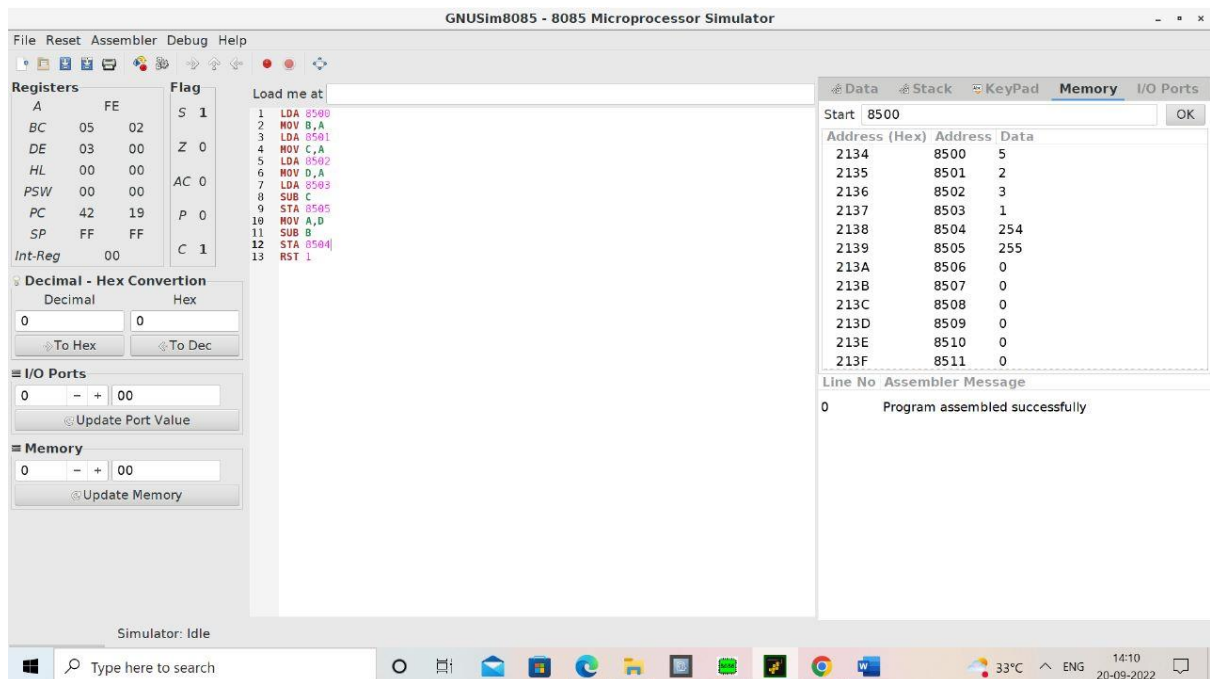 GNUSim8085 - 8085 Microprocessor Simulator
File Reset Assembler Debug Help
Registers
A FE
BC 05 02
DE 03 00
HL 00 00
PSW 00 00
PC 42 19
SP FF FF
Int-Reg 00
Flag
S 1
Z 0
AC 0
P 0
C 1
Decimal - Hex Convertion
Decimal Hex
0 0
To Hex To Dec
I/O Ports
0 - + 00
Update Port Value
Memory
0 - + 00
Update Memory
Load me at
1 LDA 8500
2 MOV B,A
3 LDA 8501
4 MOV C,A
5 LDA 8502
6 MOV D,A
7 LDA 8503
8 SUB C
9 STA 8505
10 MOV A,D
11 SUB B
12 STA 8504
13 RST 1
Data Stack KeyPad Memory I/O Ports
Start 8500 OK
Address (Hex) Address Data
2134 8500 5
2135 8501 2
2136 8502 3
2137 8503 1
2138 8504 254
2139 8505 255
213A 8506 0
213B 8507 0
213C 8508 0
213D 8509 0
213E 8510 0
213F 8511 0
Line No Assembler Message
0 Program assembled successfully
Simulator: Idle
Type here to search
33°C ENG
14:10
20-09-2022